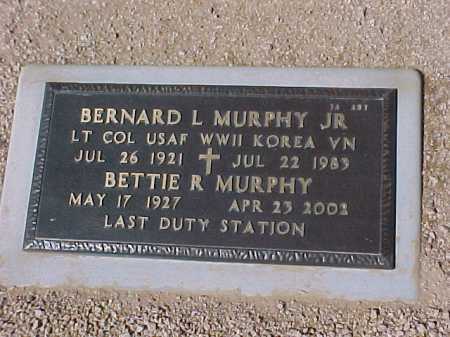 BERNARD L MURPHY JR
LT COL USAF WWII KOREA VN
JUL 26 1921 JUL 22 1983
BETTIE R MURPHY
MAY 17 1927 APR 23 2002
LAST DUTY STATION